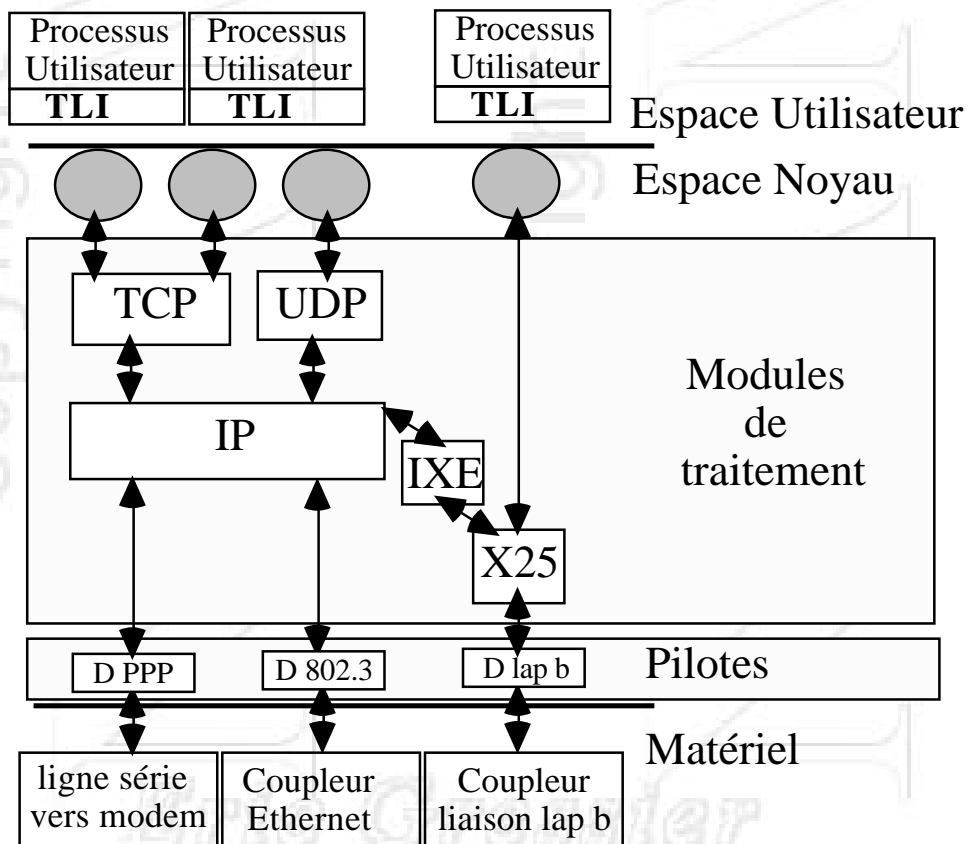 Processus
Utilisateur
TLI
Processus
Utilisateur
TLI
Processus
Utilisateur
TLI
Espace Utilisateur
Espace Noyau
TCP
UDP
Modules
de
traitement
IP
IXE
X25
D PPP
D 802.3
D lap b
Pilotes
Matériel
ligne série
vers modem
Coupleur
Ethernet
Coupleur
liaison lap b